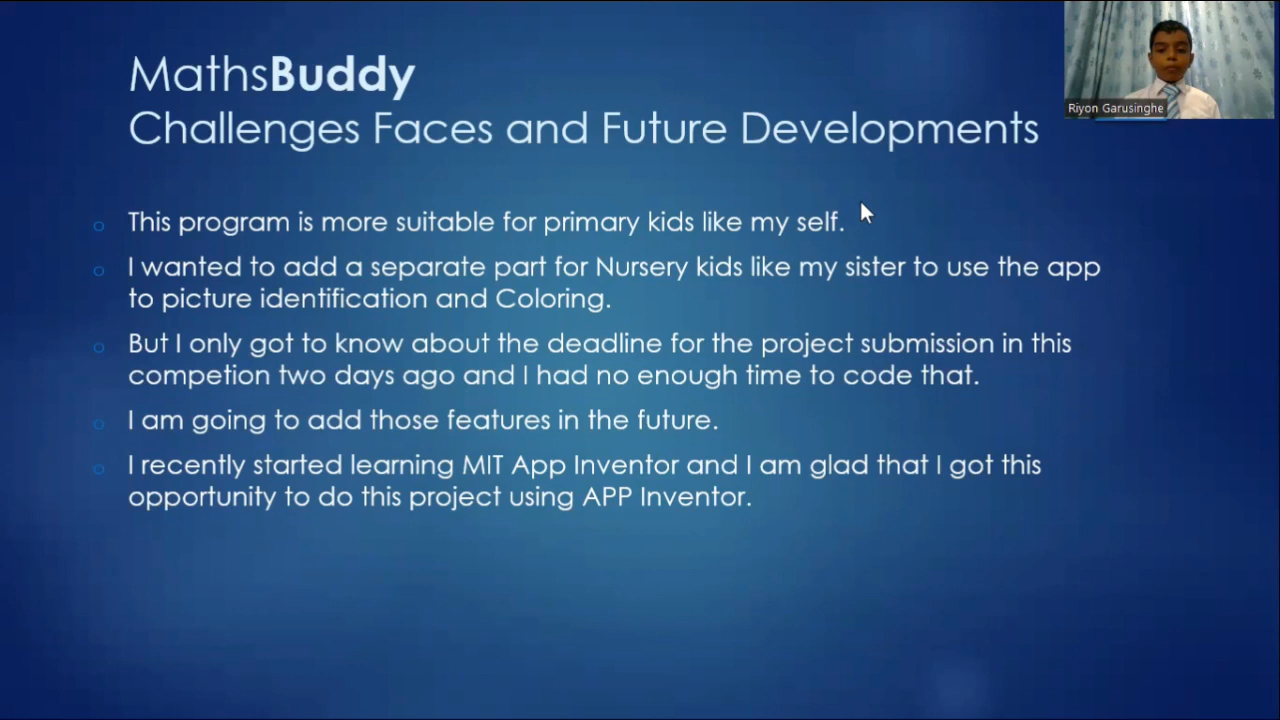 MathsBuddy
Challenges Faces and Future Developments
Riyon Garusinghe
This program is more suitable for primary kids like my self.
I wanted to add a separate part for Nursery kids like my sister to use the app
to picture identification and Coloring.
But I only got to know about the deadline for the project submission in this
competion two days ago and I had no enough time to code that.
I am going to add those features in the future.
I recently started learning MIT App Inventor and I am glad that I got this
opportunity to do this project using APP Inventor.